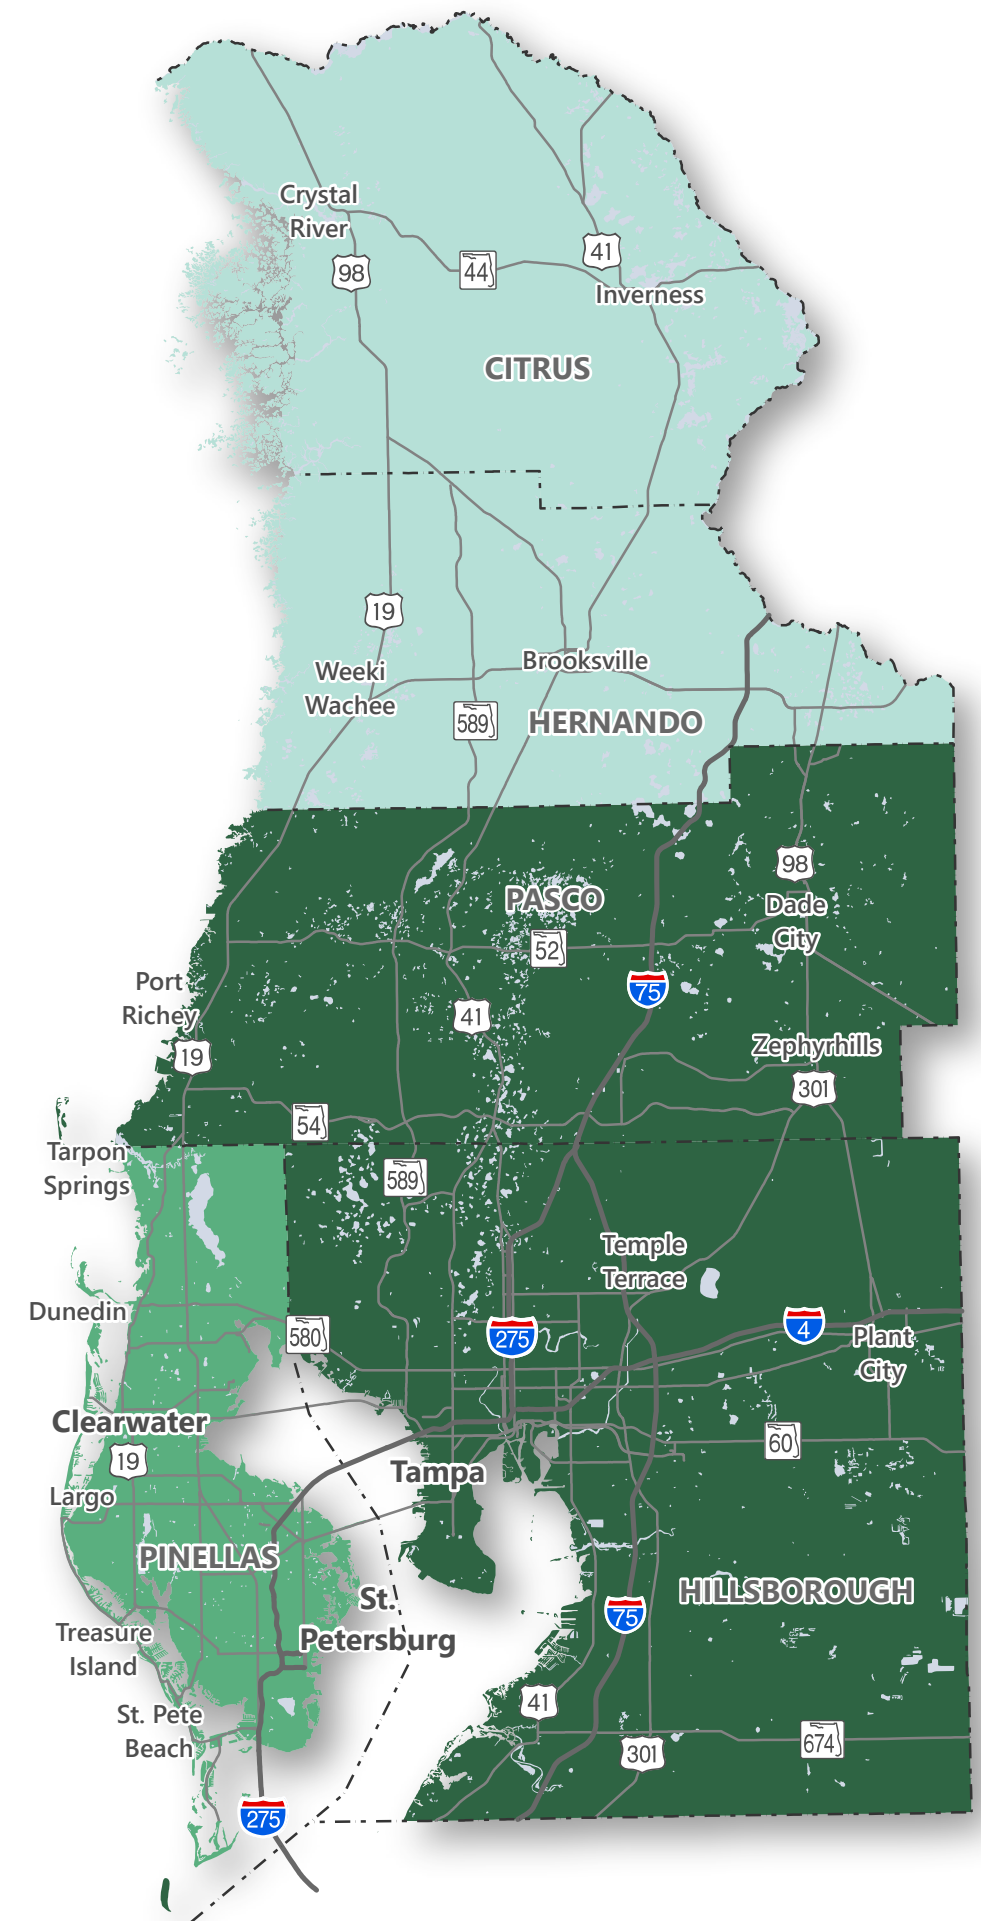 Crystal
River
98
44
41
Inverness
CITRUS
19
Weeki
Wachee
Brooksville
589
HERNANDO
98
PASCO
Dade
City
52
75
Port
Richey
41
19
Zephyrhills
301
54
Tarpon
Springs
589
Temple
Terrace
Dunedin
580
275
4
Plant
City
Clearwater
60
19
Tampa
Largo
PINELLAS
HILLSBOROUGH
St.
Petersburg
75
Treasure
Island
41
St. Pete
Beach
301
674
275